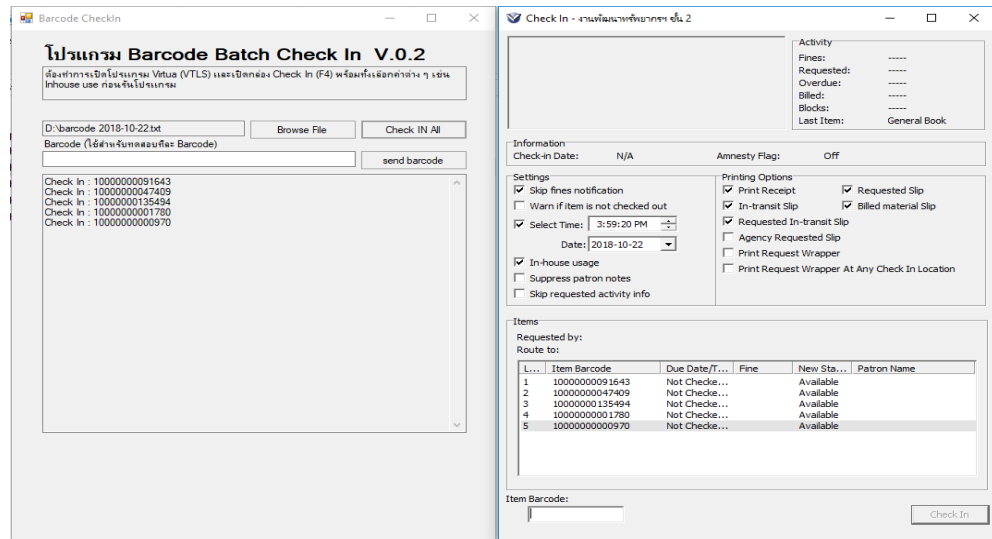 Barcode CheckIn
โปรแกรม Barcode Batch Check In V.0.2
ต้องทำการเปิดโปรแกรม Virtua (VTLS) และเปิดกล่อง Check In (F4) พร้อมทั้งเลือกค่าต่าง ๆ เช่น
Inhouse use ก่อนรันโปรแกรม
D:\barcode 2018-10-22.txt
Browse File
Check IN All
Barcode (ใช้สำหรับทดสอบทีละ Barcode)
send barcode
Check In : 10000000091643
Check In : 10000000047409
Check In : 10000000135494
Check In : 10000000001780
Check In : 10000000000970
Check In - งานพัฒนาทรัพยากรฯ ชั้น 2
Activity
Fines: -----
Requested: -----
Overdue: -----
Billed: -----
Blocks: -----
Last Item: General Book
Information
Check-in Date: N/A Amnesty Flag: Off
Settings
Skip fines notification
Warn if item is not checked out
Select Time: 3:59:20 PM
Date: 2018-10-22
In-house usage
Suppress patron notes
Skip requested activity info
Printing Options
Print Receipt Requested Slip
In-transit Slip Billed material Slip
Requested In-transit Slip
Agency Requested Slip
Print Request Wrapper
Print Request Wrapper At Any Check In Location
Items
Requested by:
Route to:
L... Item Barcode Due Date/T... Fine New Sta... Patron Name
1 10000000091643 Not Checke... Available
2 10000000047409 Not Checke... Available
3 10000000135494 Not Checke... Available
4 10000000001780 Not Checke... Available
5 10000000000970 Not Checke... Available
Item Barcode:
Check In